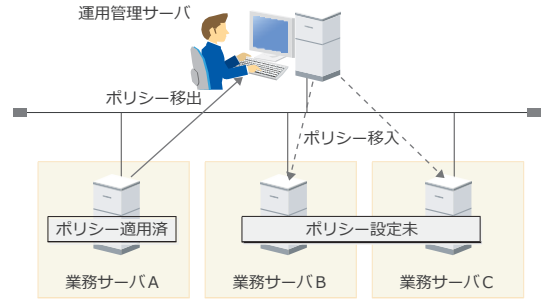 運用管理サーバ
ポリシー移出
ポリシー移入
ポリシー適用済
ポリシー設定未
業務サーバA
業務サーバB
業務サーバC